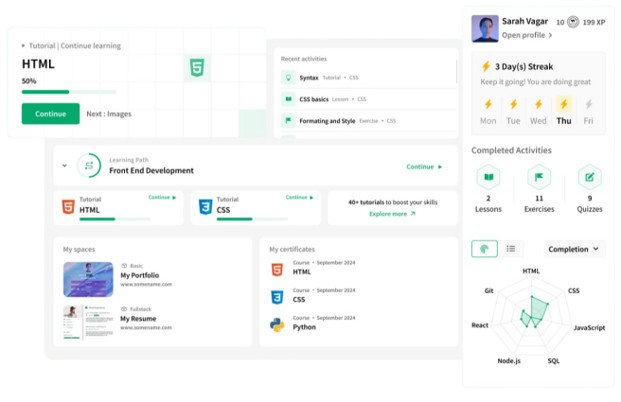 Tutorial | Continue learning
HTML
50%
Continue
Next : Images
Recent activities
Syntax Tutorial • CSS
CSS basics Lesson • CSS
Formating and Style Exercise • CSS
Learning Path
Front End Development
Continue
Tutorial
HTML
Continue
Tutorial
CSS
Continue
40+ tutorials to boost your skills
Explore more
My spaces
Basic
My Portfolio
www.somename.com
Fullstack
My Resume
www.somename.com
My certificates
Course • September 2024
HTML
Course • September 2024
CSS
Course • September 2024
Python
Sarah Vagar
10
199 XP
Open profile
3 Day(s) Streak
Keep it going! You are doing great
Mon Tue Wed Thu Fri
Completed Activities
2 11 9
Lessons Exercises Quizzes
Completion
HTML
Git CSS
React JavaScript
Node.js SQL